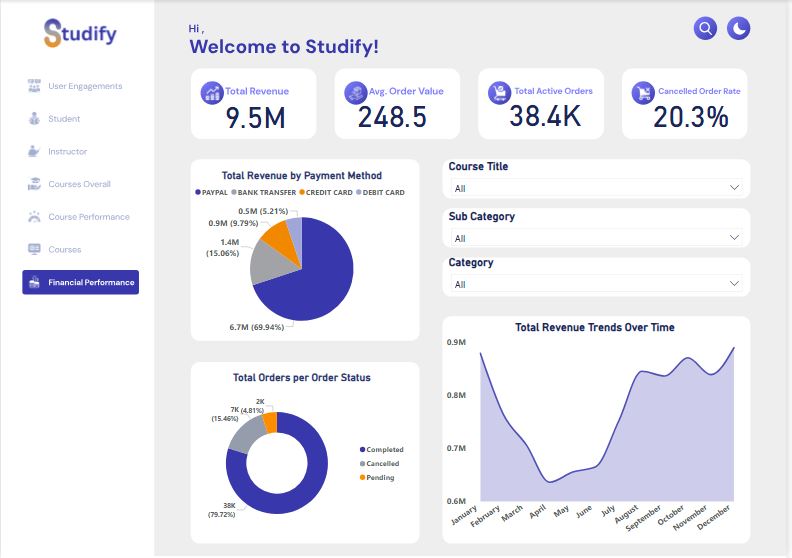 Studify
User Engagements
Student
Instructor
Courses Overall
Course Performance
Courses
Financial Performance
Hi ,
Welcome to Studify!
Total Revenue
9.5M
Avg. Order Value
248.5
Total Active Orders
38.4K
Cancelled Order Rate
20.3%
Total Revenue by Payment Method
PAYPAL BANK TRANSFER CREDIT CARD DEBIT CARD
0.5M (5.21%)
0.9M (9.79%)
1.4M
(15.06%)
6.7M (69.94%)
Course Title
All
Sub Category
All
Category
All
Total Orders per Order Status
2K
(4.81%)
7K
(15.46%)
38K
(79.72%)
Completed
Cancelled
Pending
Total Revenue Trends Over Time
0.9M
0.8M
0.7M
0.6M
January February March April May June July August September October November December